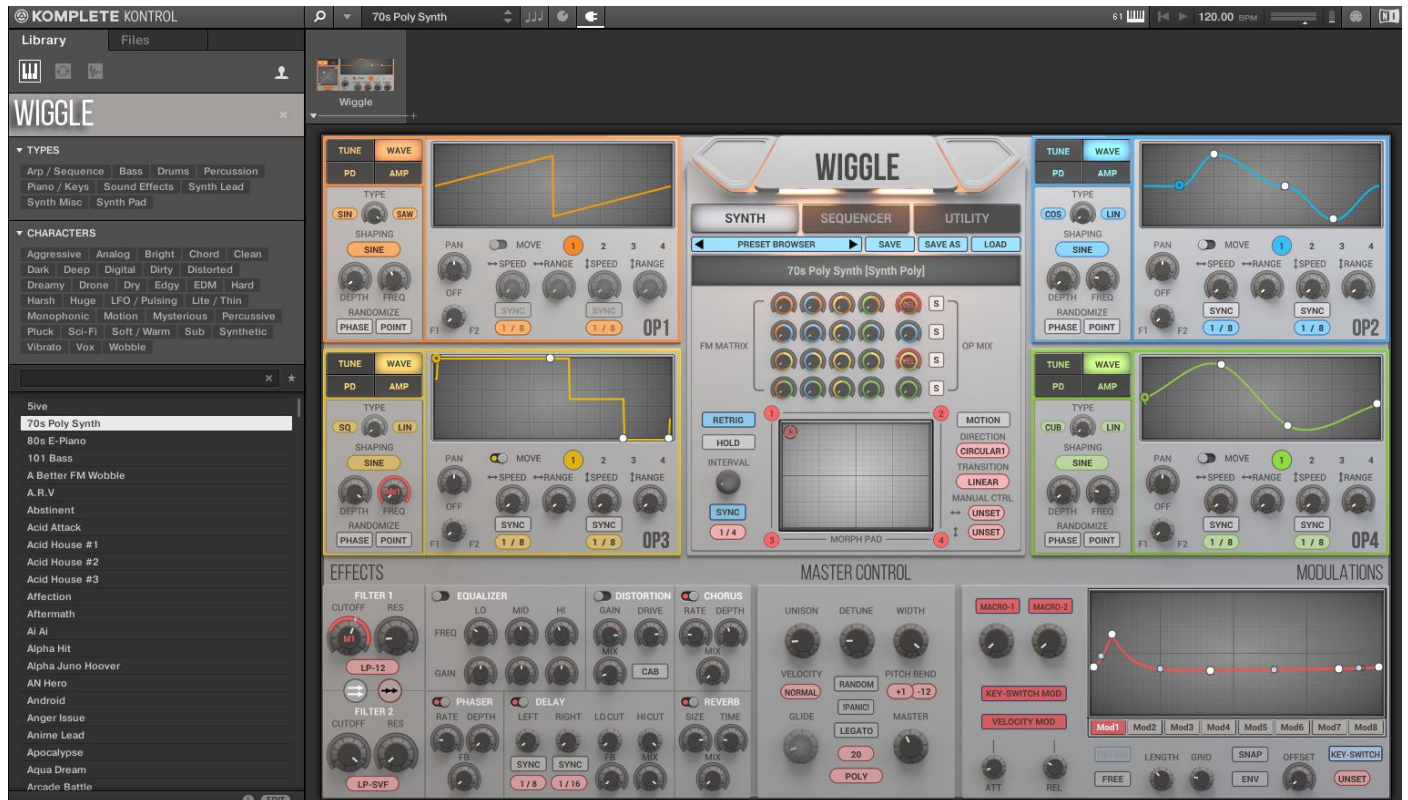 KOMPLETE KONTROL
70s Poly Synth
61
120.00 BPM
Library
Files
Wiggle
WIGGLE
TYPES
Arp / Sequence Bass Drums Percussion
Piano / Keys Sound Effects Synth Lead
Synth Misc Synth Pad
CHARACTERS
Aggressive Analog Bright Chord Clean
Dark Deep Digital Dirty Distorted
Dreamy Drone Dry Edgy EDM Hard
Harsh Huge LFO / Pulsing Lite / Thin
Monophonic Motion Mysterious Percussive
Pluck Sci-Fi Soft / Warm Sub Synthetic
Vibrato Vox Wobble
5ive
70s Poly Synth
80s E-Piano
101 Bass
A Better FM Wobble
A.R.V
Abstinent
Acid Attack
Acid House #1
Acid House #2
Acid House #3
Affection
Aftermath
Ai Ai
Alpha Hit
Alpha Juno Hoover
AN Hero
Android
Anger Issue
Anime Lead
Apocalypse
Aqua Dream
Arcade Battle
EDIT
TUNE WAVE
PD AMP
TYPE
SIN SAW
SHAPING
SINE
DEPTH FREQ
RANDOMIZE
PHASE POINT
PAN
OFF
F1 F2
MOVE 1 2 3 4
SPEED RANGE SPEED RANGE
SYNC SYNC
1 / 8 1 / 8
OP1
WIGGLE
SYNTH SEQUENCER UTILITY
PRESET BROWSER SAVE SAVE AS LOAD
70s Poly Synth [Synth Poly]
FM MATRIX
S
S
S
S
OP MIX
RETRIG
HOLD
INTERVAL
SYNC
1 / 4
1 2
3 MORPH PAD 4
MOTION
DIRECTION
CIRCULAR1
TRANSITION
LINEAR
MANUAL CTRL
UNSET
UNSET
TUNE WAVE
PD AMP
TYPE
COS LIN
SHAPING
SINE
DEPTH FREQ
RANDOMIZE
PHASE POINT
PAN
OFF
F1 F2
MOVE 1 2 3 4
SPEED RANGE SPEED RANGE
SYNC SYNC
1 / 8 1 / 8
OP2
TUNE WAVE
PD AMP
TYPE
SQ LIN
SHAPING
SINE
Mo1
DEPTH FREQ
RANDOMIZE
PHASE POINT
PAN
OFF
F1 F2
MOVE 1 2 3 4
SPEED RANGE SPEED RANGE
SYNC SYNC
1 / 8 1 / 8
OP3
TUNE WAVE
PD AMP
TYPE
CUB LIN
SHAPING
SINE
DEPTH FREQ
RANDOMIZE
PHASE POINT
PAN
OFF
F1 F2
MOVE 1 2 3 4
SPEED RANGE SPEED RANGE
SYNC SYNC
1 / 8 1 / 8
OP4
EFFECTS
FILTER 1
CUTOFF RES
M1
LP-12
FILTER 2
CUTOFF RES
LP-SVF
EQUALIZER
LO MID HI
FREQ
GAIN
DISTORTION
GAIN DRIVE
MIX
CAB
CHORUS
RATE DEPTH
MIX
PHASER
RATE DEPTH
FB
DELAY
LEFT RIGHT LO CUT HI CUT
SYNC SYNC FB MIX
1 / 8 1 / 16
REVERB
SIZE TIME
MIX
MASTER CONTROL
UNISON DETUNE WIDTH
VELOCITY
NORMAL
RANDOM
!PANIC!
LEGATO
20
POLY
PITCH BEND
+1 -12
GLIDE
MASTER
MODULATIONS
MACRO-1 MACRO-2
KEY-SWITCH MOD
VELOCITY MOD
ATT REL
Mod1 Mod2 Mod3 Mod4 Mod5 Mod6 Mod7 Mod8
RETRIG LENGTH GRID SNAP OFFSET KEY-SWITCH
FREE ENV UNSET